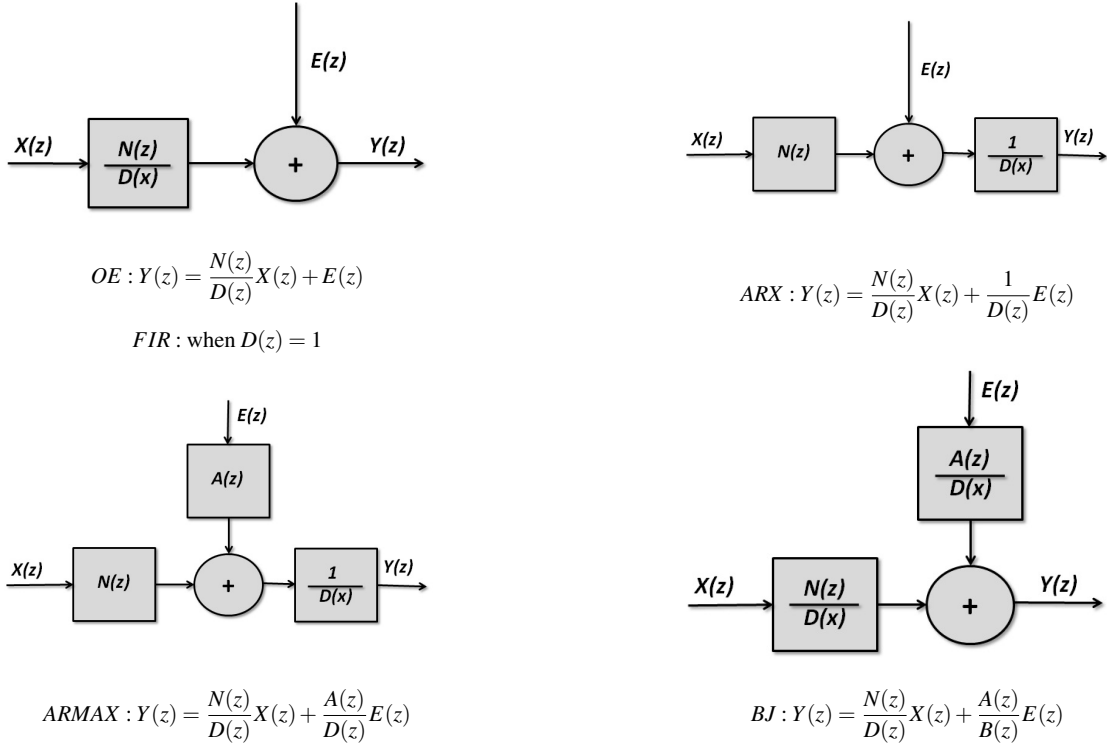 E(z)
X(z)
N(z)
D(x)
+
Y(z)
OE : Y(z) = N(z)/D(z) X(z) + E(z)
FIR : when D(z) = 1
E(z)
X(z)
N(z)
+
1
D(x)
Y(z)
ARX : Y(z) = N(z)/D(z) X(z) + 1/D(z) E(z)
E(z)
A(z)
X(z)
N(z)
+
1
D(x)
Y(z)
ARMAX : Y(z) = N(z)/D(z) X(z) + A(z)/D(z) E(z)
E(z)
A(z)
D(x)
X(z)
N(z)
D(x)
+
Y(z)
BJ : Y(z) = N(z)/D(z) X(z) + A(z)/B(z) E(z)